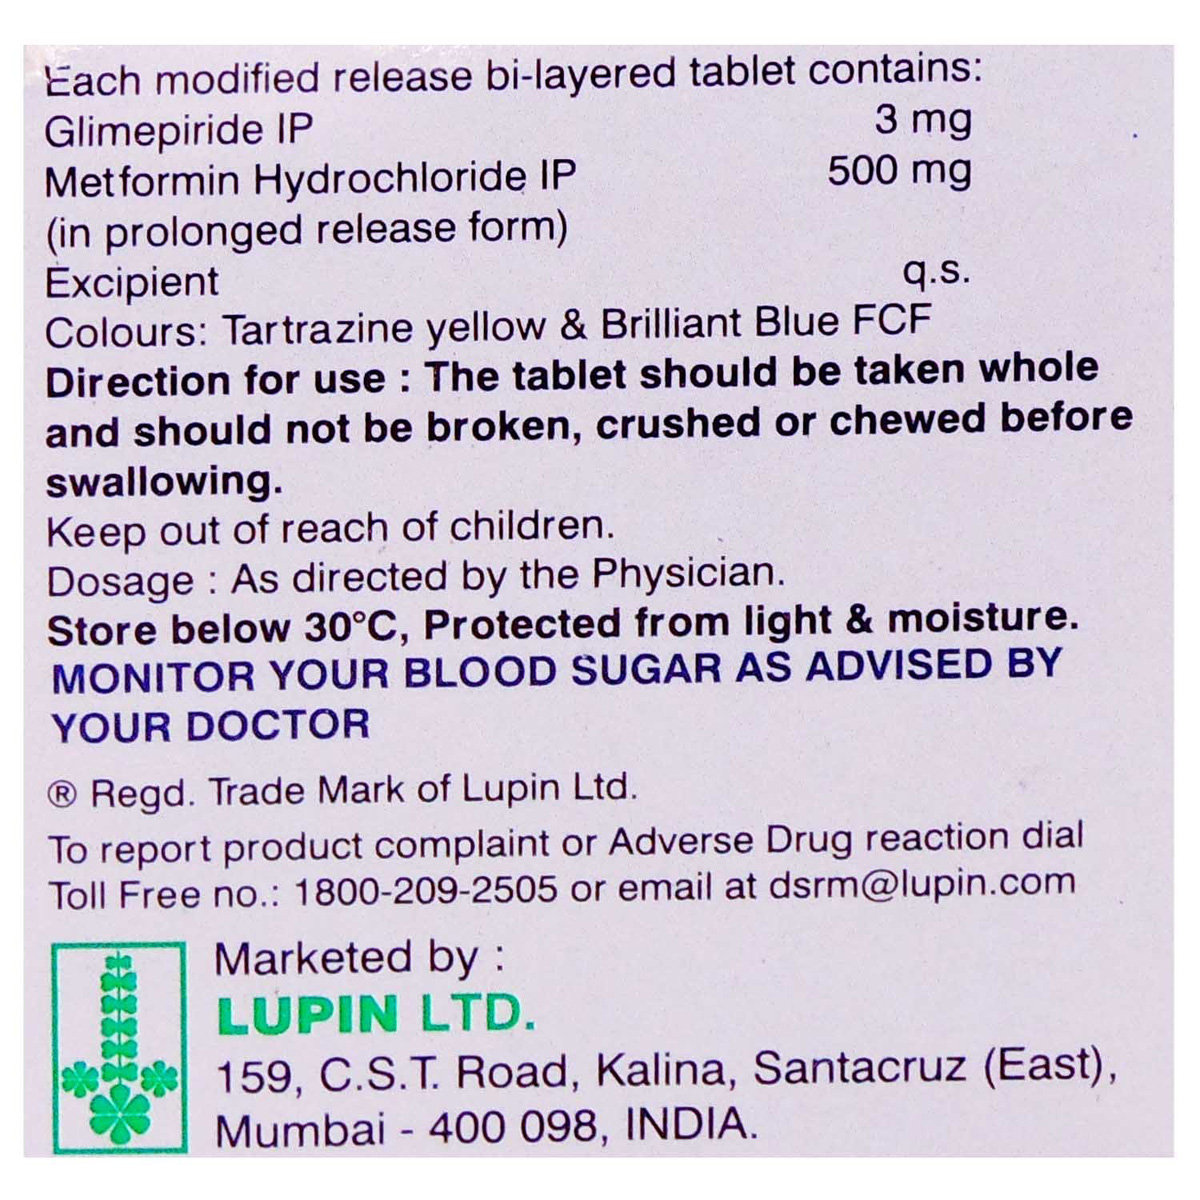 Each modified release bi-layered tablet contains:
Glimepiride IP 3 mg
Metformin Hydrochloride IP 500 mg
(in prolonged release form)
Excipient q.s.
Colours: Tartrazine yellow & Brilliant Blue FCF
Direction for use : The tablet should be taken whole
and should not be broken, crushed or chewed before
swallowing.
Keep out of reach of children.
Dosage : As directed by the Physician.
Store below 30°C, Protected from light & moisture.
MONITOR YOUR BLOOD SUGAR AS ADVISED BY
YOUR DOCTOR
® Regd. Trade Mark of Lupin Ltd.
To report product complaint or Adverse Drug reaction dial
Toll Free no.: 1800-209-2505 or email at dsrm@lupin.com
Marketed by :
LUPIN LTD.
159, C.S.T. Road, Kalina, Santacruz (East),
Mumbai - 400 098, INDIA.